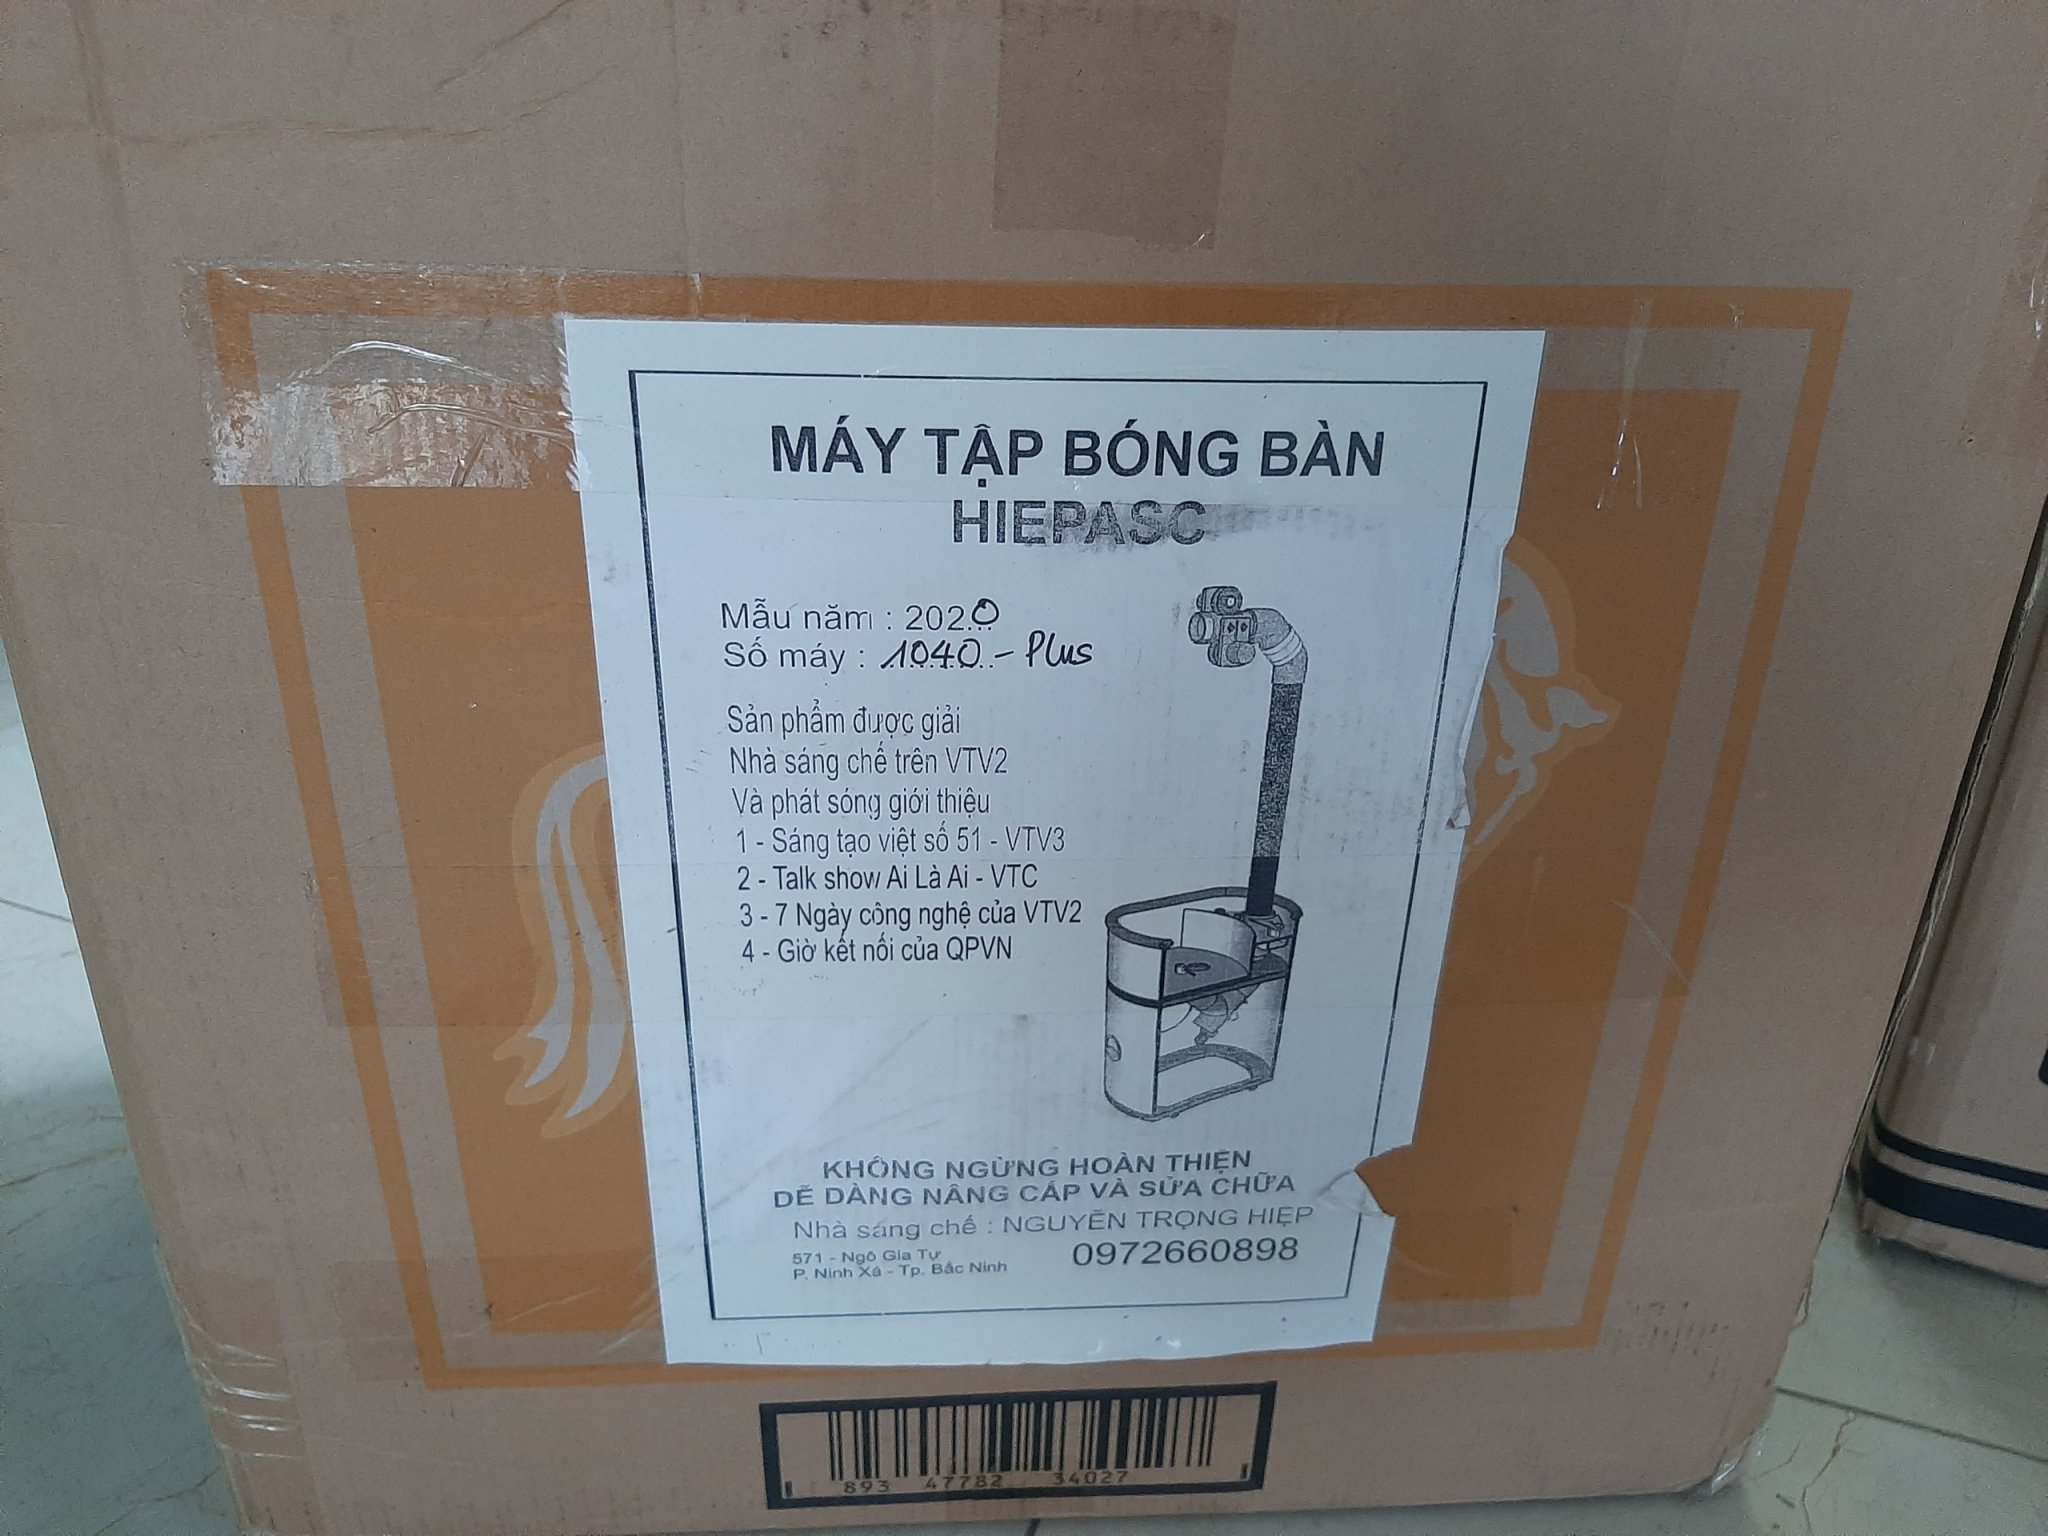 MÁY TẬP BÓNG BÀN
HIEPASC
Mẫu năm : 2020
Số máy : 1040 - Plus
Sản phẩm được giải
Nhà sáng chế trên VTV2
Và phát sóng giới thiệu
1 - Sáng tạo việt số 51 - VTV3
2 - Talk show Ai Là Ai - VTC
3 - 7 Ngày công nghệ của VTV2
4 - Giờ kết nối của QPVN
KHÔNG NGỪNG HOÀN THIỆN
DỄ DÀNG NÂNG CẤP VÀ SỬA CHỮA
Nhà sáng chế : NGUYỄN TRỌNG HIỆP
571 - Ngô Gia Tự
P. Ninh Xá - Tp. Bắc Ninh
0972660898
893 47782 34027